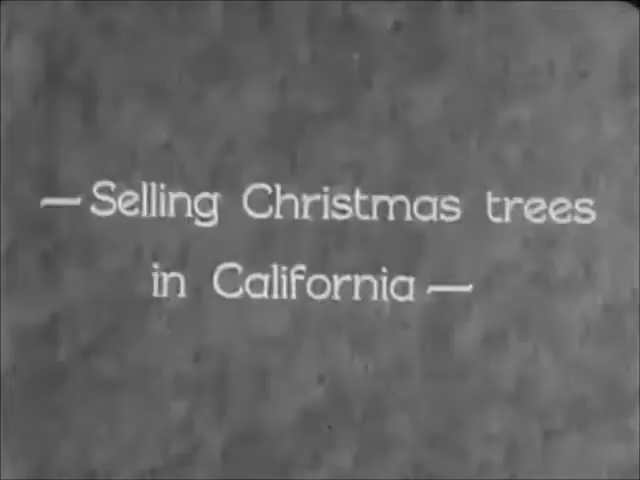 — Selling Christmas trees
in California —